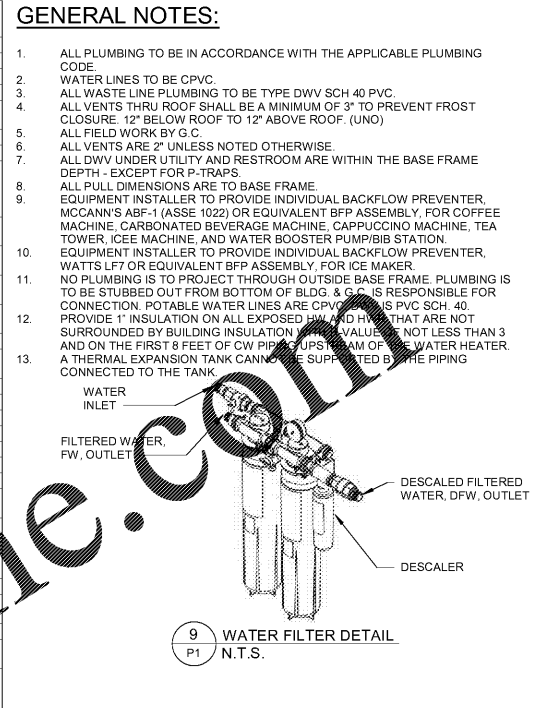 GENERAL NOTES:
1. ALL PLUMBING TO BE IN ACCORDANCE WITH THE APPLICABLE PLUMBING
CODE.
2. WATER LINES TO BE CPVC.
3. ALL WASTE LINE PLUMBING TO BE TYPE DWV SCH 40 PVC.
4. ALL VENTS THRU ROOF SHALL BE A MINIMUM OF 3" TO PREVENT FROST
CLOSURE. 12" BELOW ROOF TO 12" ABOVE ROOF. (UNO)
5. ALL FIELD WORK BY G.C.
6. ALL VENTS ARE 2" UNLESS NOTED OTHERWISE.
7. ALL DWV UNDER UTILITY AND RESTROOM ARE WITHIN THE BASE FRAME
DEPTH - EXCEPT FOR P-TRAPS.
8. ALL PULL DIMENSIONS ARE TO BASE FRAME.
9. EQUIPMENT INSTALLER TO PROVIDE INDIVIDUAL BACKFLOW PREVENTER,
MCCANN'S ABF-1 (ASSE 1022) OR EQUIVALENT BFP ASSEMBLY, FOR COFFEE
MACHINE, CARBONATED BEVERAGE MACHINE, CAPPUCCINO MACHINE, TEA
TOWER, ICEE MACHINE, AND WATER BOOSTER PUMP/BIB STATION.
10. EQUIPMENT INSTALLER TO PROVIDE INDIVIDUAL BACKFLOW PREVENTER,
WATTS LF7 OR EQUIVALENT BFP ASSEMBLY, FOR ICE MAKER.
11. NO PLUMBING IS TO PROJECT THROUGH OUTSIDE BASE FRAME. PLUMBING IS
TO BE STUBBED OUT FROM BOTTOM OF BLDG. & G.C. IS RESPONSIBLE FOR
CONNECTION. POTABLE WATER LINES ARE CPVC. IS PVC SCH. 40.
12. PROVIDE 1" INSULATION ON ALL EXPOSED HW AND HWR THAT ARE NOT
SURROUNDED BY BUILDING INSULATION OF NOT LESS THAN 3
AND ON THE FIRST 8 FEET OF CW PIPING UPSTREAM OF THE WATER HEATER.
13. A THERMAL EXPANSION TANK CANNOT BE SUPPORTED BY THE PIPING
CONNECTED TO THE TANK.
WATER
INLET
FILTERED WATER,
FW, OUTLET
DESCALED FILTERED
WATER, DFW, OUTLET
DESCALER
9 WATER FILTER DETAIL
P1 N.T.S.
ne.com